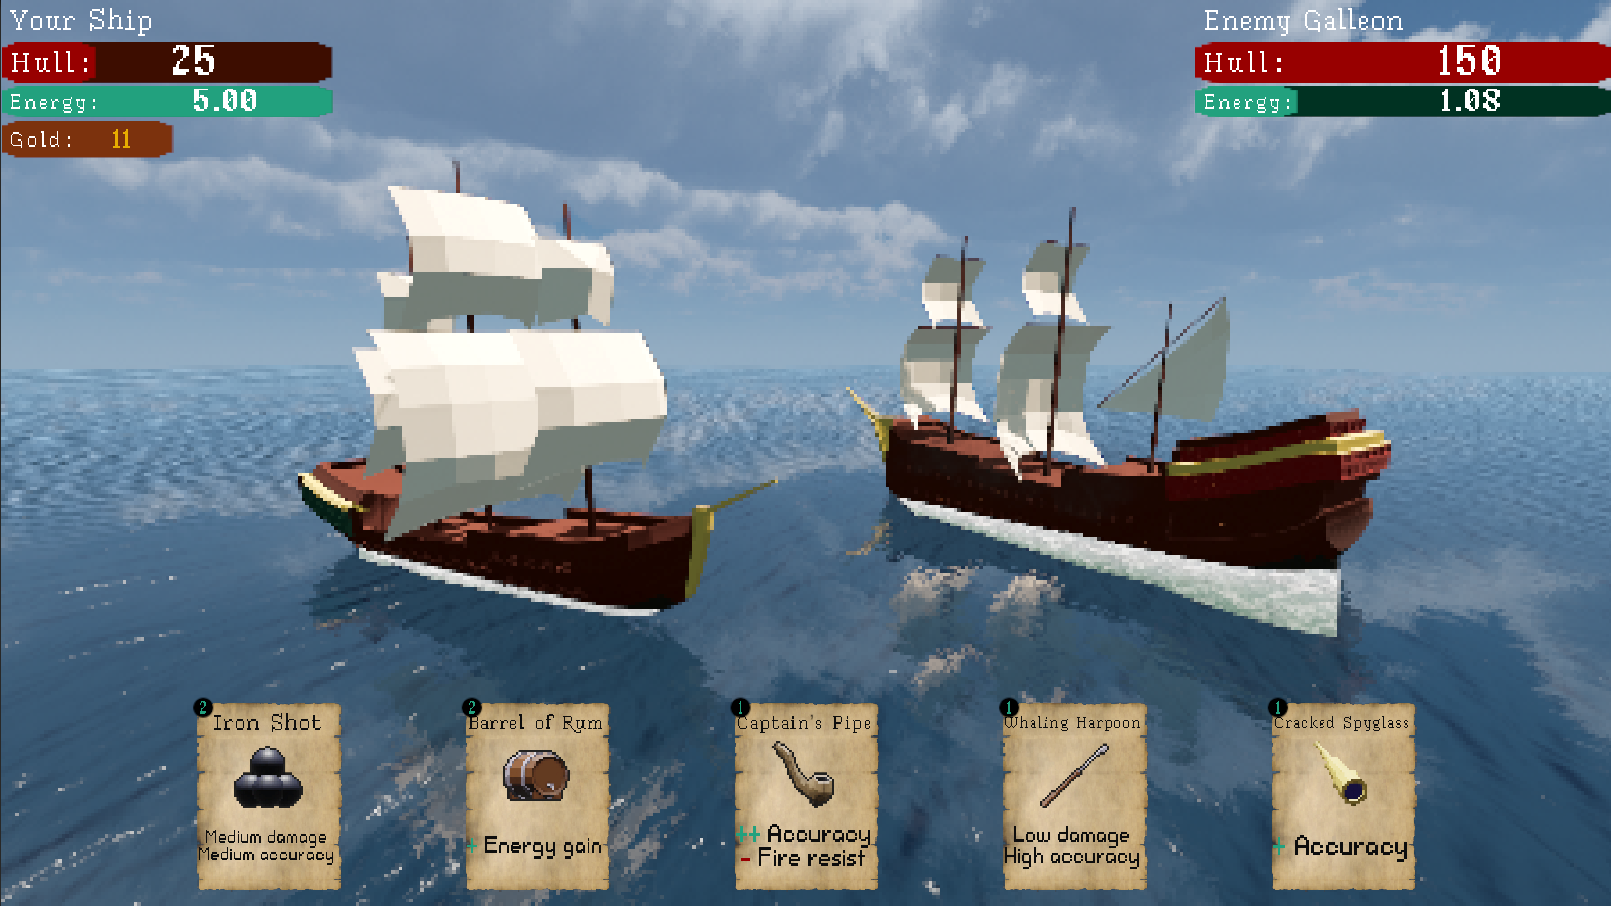 Your Ship
Hull: 25
Energy: 5.00
Gold: 11
Enemy Galleon
Hull: 150
Energy: 1.08
2
Iron Shot
Medium damage
Medium accuracy
2
Barrel of Rum
+ Energy gain
1
Captain's Pipe
++ Accuracy
- Fire resist
1
Whaling Harpoon
Low damage
High accuracy
1
Cracked Spyglass
+ Accuracy